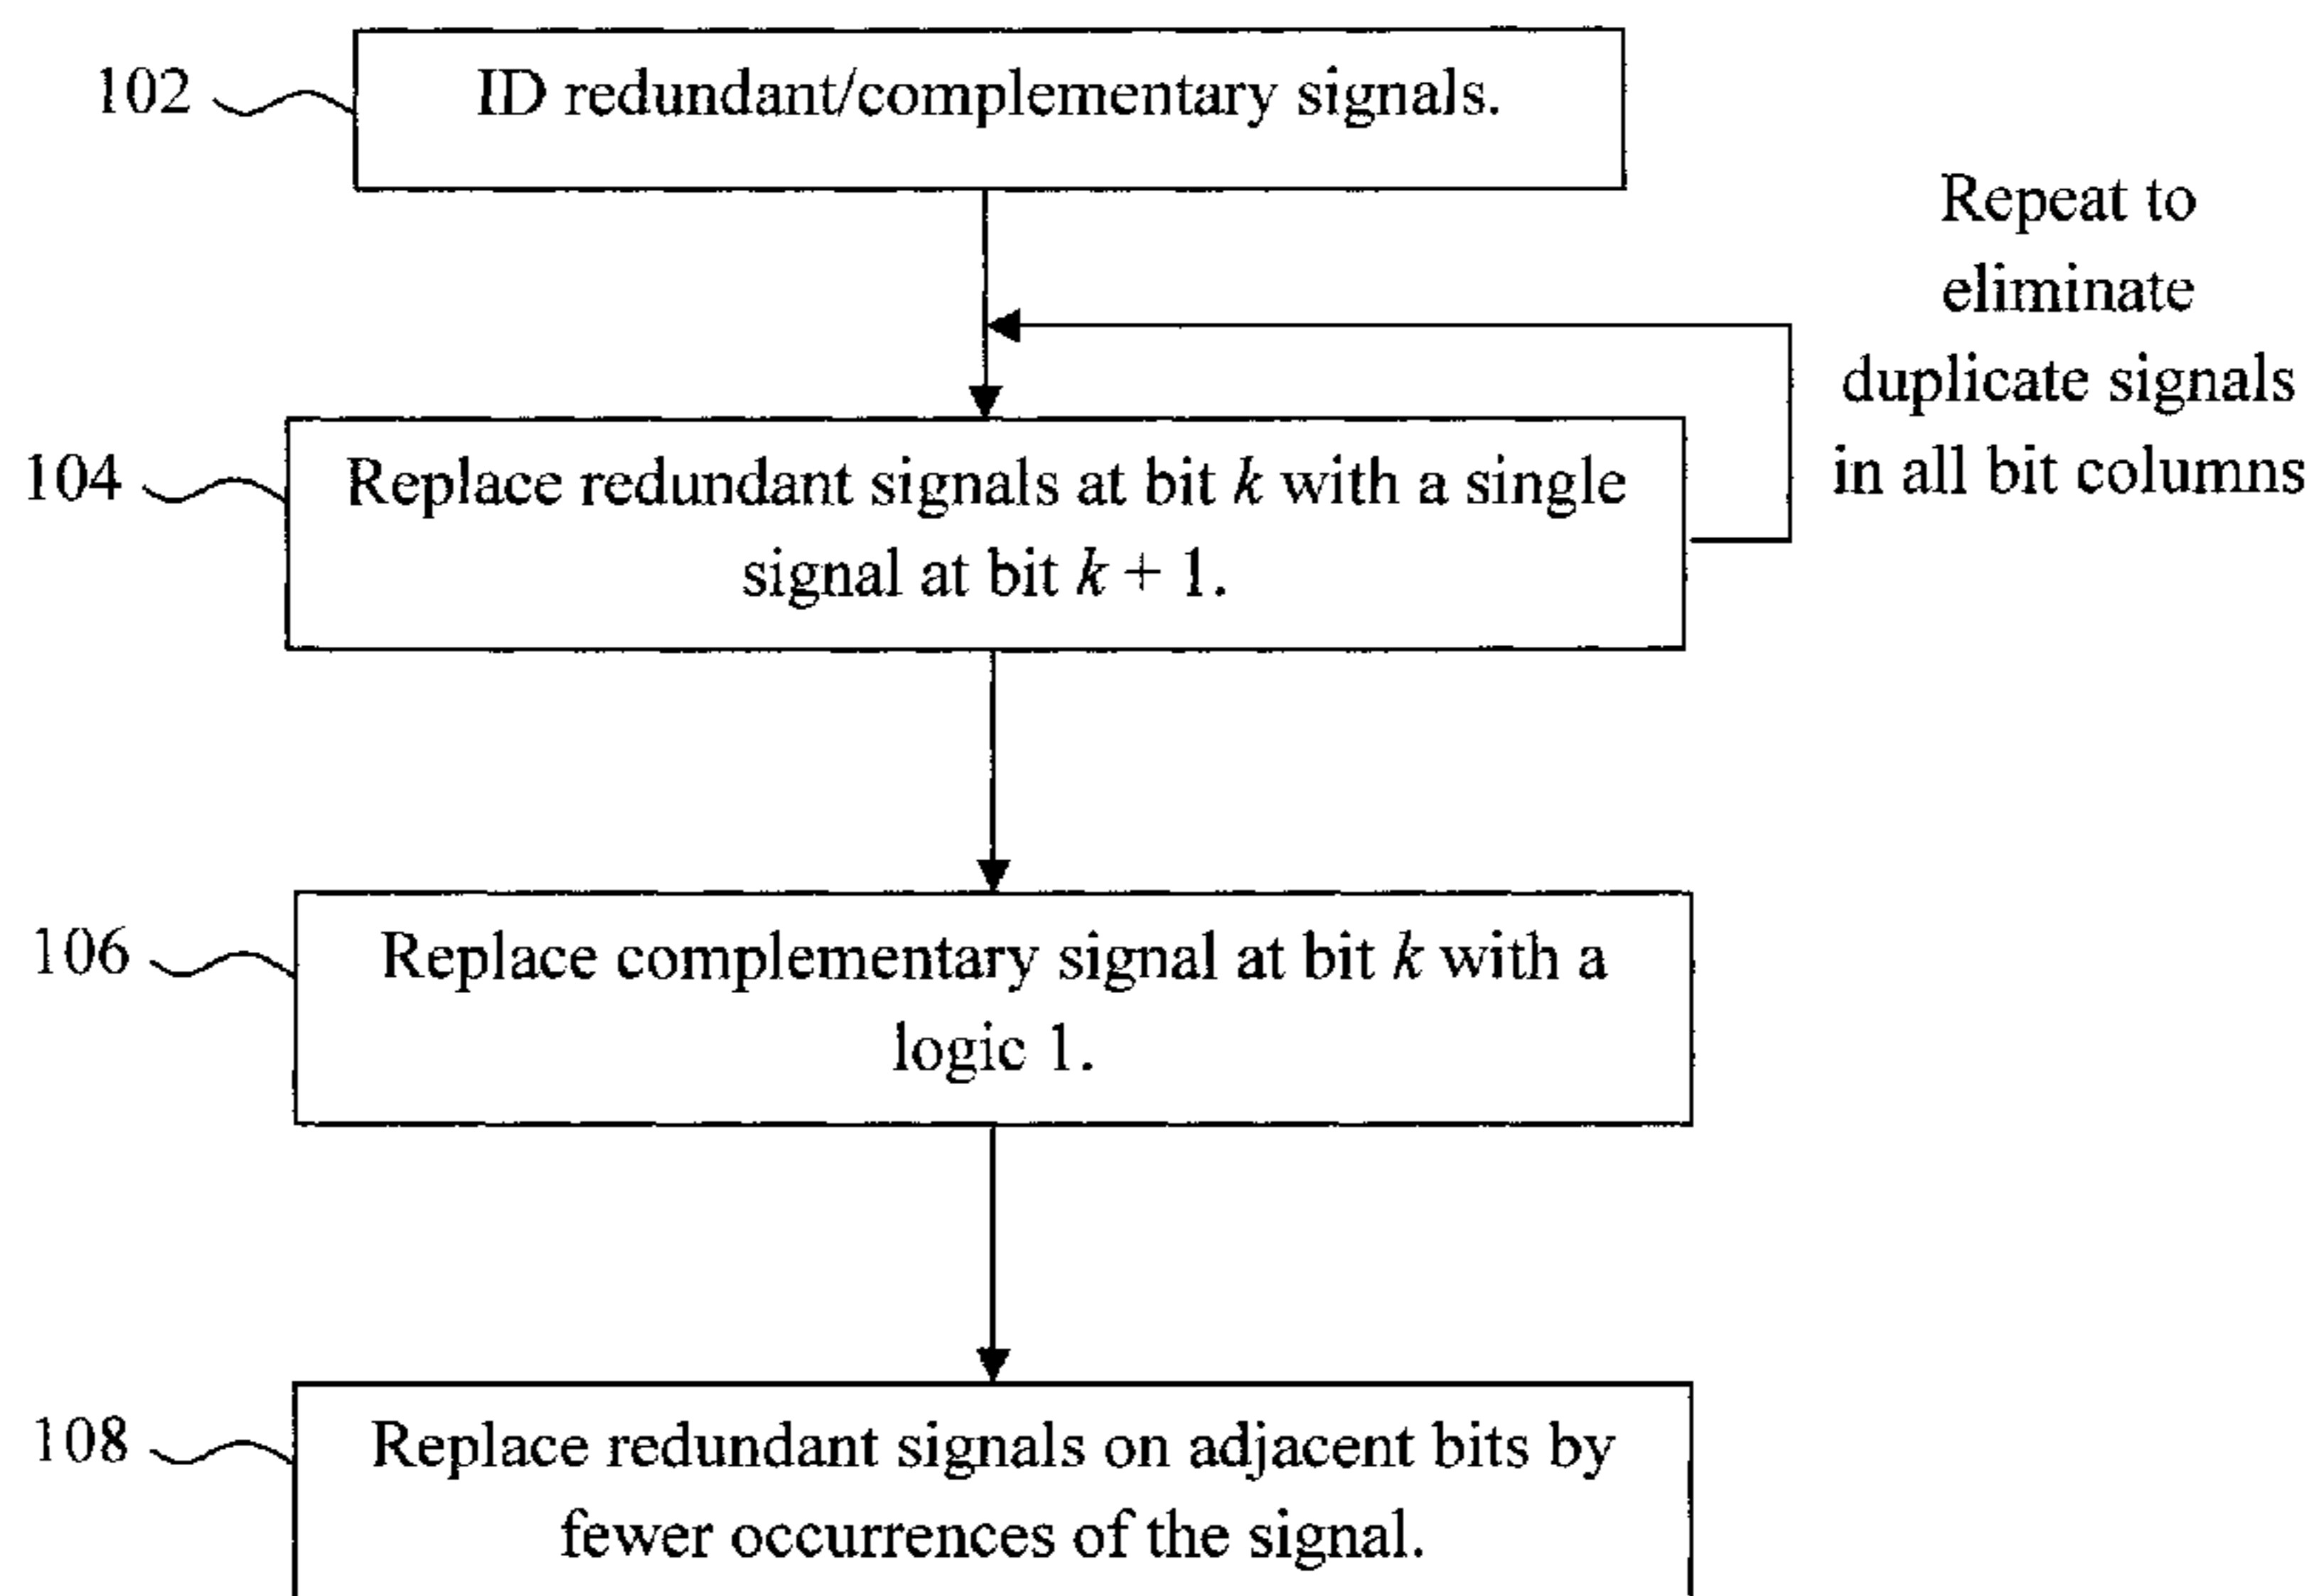 102
ID redundant/complementary signals.
Repeat to
eliminate
duplicate signals
in all bit columns
104
Replace redundant signals at bit k with a single
signal at bit k + 1.
106
Replace complementary signal at bit k with a
logic 1.
108
Replace redundant signals on adjacent bits by
fewer occurrences of the signal.